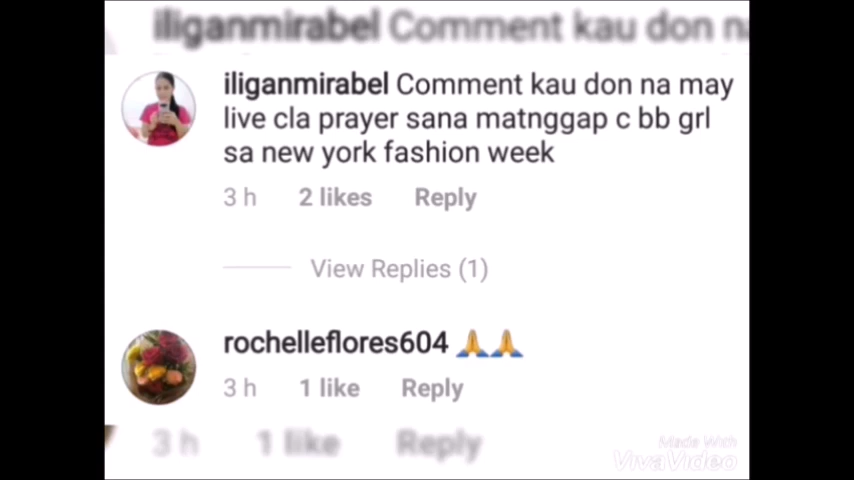 iliganmirabel Comment kau don na
iliganmirabel Comment kau don na may
live cla prayer sana matnggap c bb grl
sa new york fashion week
3 h 2 likes Reply
View Replies (1)
rochelleflores604 🙏🙏
3 h 1 like Reply
3 h 1 like Reply
Made With
VivaVideo